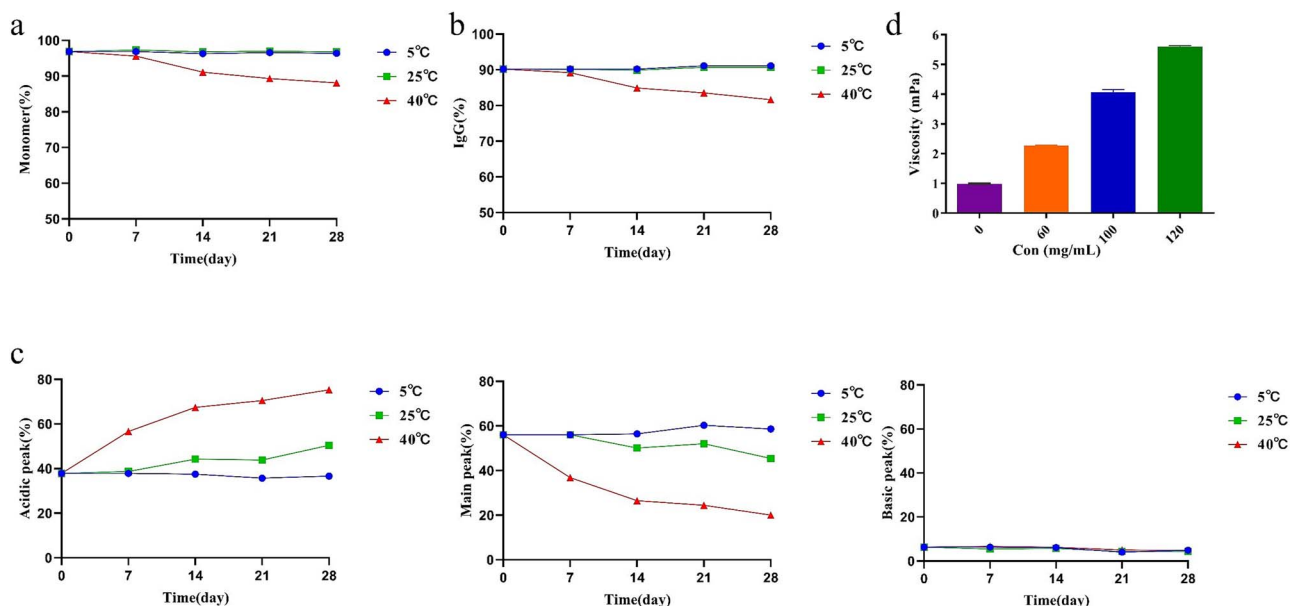 a
Monomer(%)
100
90
80
70
60
50
0 7 14 21 28
Time(day)
5℃
25℃
40℃
b
IgG(%)
100
90
80
70
60
50
0 7 14 21 28
Time(day)
5℃
25℃
40℃
d
Viscosity (mPa)
6
5
4
3
2
1
0
0 60 100 120
Con (mg/mL)
c
Acidic peak(%)
80
60
40
20
0
0 7 14 21 28
Time(day)
5℃
25℃
40℃
Main peak(%)
80
60
40
20
0
0 7 14 21 28
Time(day)
5℃
25℃
40℃
Basic peak(%)
80
60
40
20
0
0 7 14 21 28
Time(day)
5℃
25℃
40℃